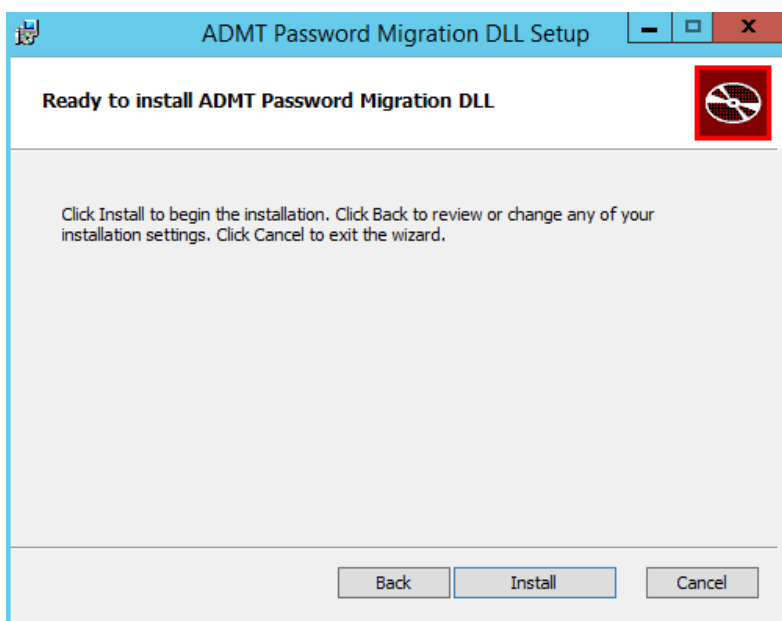 ADMT Password Migration DLL Setup
Ready to install ADMT Password Migration DLL
Click Install to begin the installation. Click Back to review or change any of your
installation settings. Click Cancel to exit the wizard.
Back Install Cancel